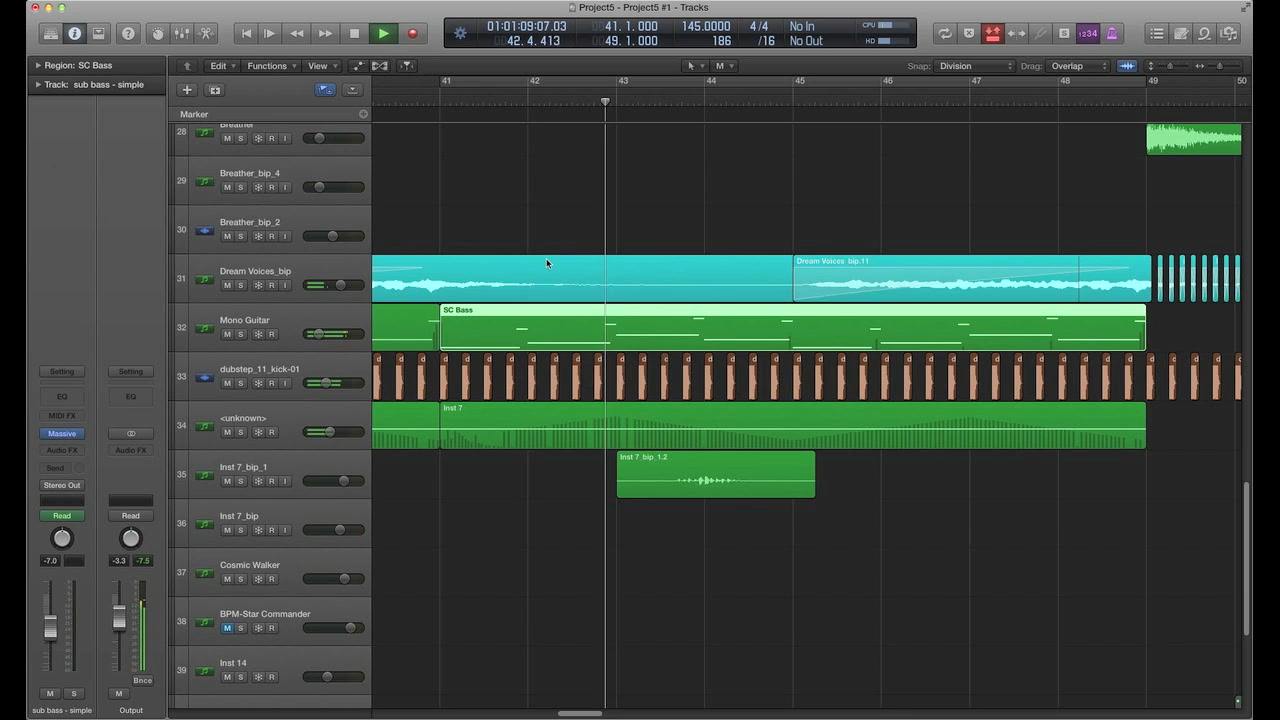 Project5 - Project5 #1 - Tracks
01:01:09:07.03
42. 4. 4.413
41. 1. 1.000
49. 1. 1.000
145.0000
186
4/4
/16
No In
No Out
CPU
HD
1234
Region: SC Bass
Track: sub bass - simple
Edit
Functions
View
Snap:
Division
Drag:
Overlap
41
42
43
44
45
46
47
48
49
50
Marker
28
Breather
M S R I
29
Breather_bip_4
M S R I
30
Breather_bip_2
M S R I
31
Dream Voices_bip
M S R I
Dream Voices_bip.11
32
Mono Guitar
M S R I
SC Bass
33
dubstep_11_kick-01
M S R I
34
<unknown>
M S R
Inst 7
35
Inst 7_bip_1
M S R I
Inst 7_bip_1.2
36
Inst 7_bip
M S R I
37
Cosmic Walker
M S R
38
BPM-Star Commander
M S R
39
Inst 14
M S R
Setting
Setting
EQ
EQ
MIDI FX
Massive
Audio FX
Audio FX
Send
Stereo Out
Read
Read
-7.0
-3.3
-7.5
Bnce
M S
M
sub bass - simple
Output